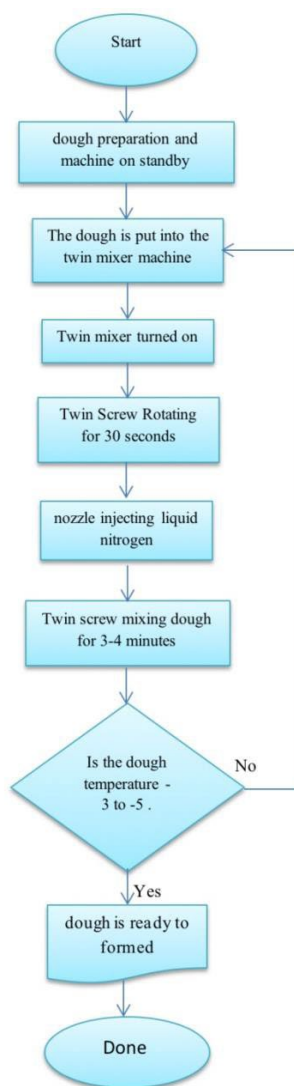 Start
dough preparation and
machine on standby
The dough is put into the
twin mixer machine
Twin mixer turned on
Twin Screw Rotating
for 30 seconds
nozzle injecting liquid
nitrogen
Twin screw mixing dough
for 3-4 minutes
Is the dough
temperature -
3 to -5 .
No
Yes
dough is ready to
formed
Done